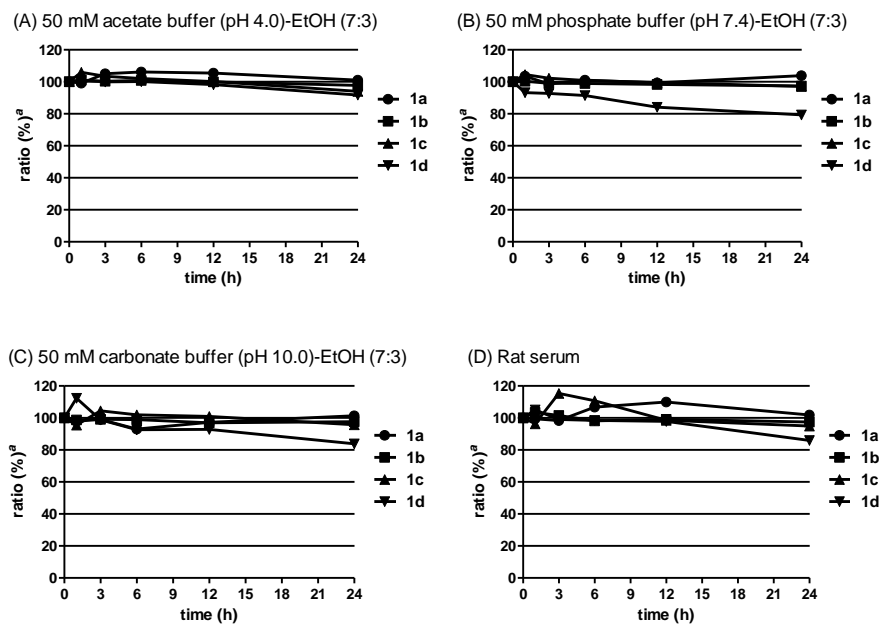 (A) 50 mM acetate buffer (pH 4.0)-EtOH (7:3)
120
100
80
60
40
20
0
ratio (%)a
0 3 6 9 12 15 18 21 24
time (h)
1a
1b
1c
1d
(B) 50 mM phosphate buffer (pH 7.4)-EtOH (7:3)
120
100
80
60
40
20
0
ratio (%)a
0 3 6 9 12 15 18 21 24
time (h)
1a
1b
1c
1d
(C) 50 mM carbonate buffer (pH 10.0)-EtOH (7:3)
120
100
80
60
40
20
0
ratio (%)a
0 3 6 9 12 15 18 21 24
time (h)
1a
1b
1c
1d
(D) Rat serum
120
100
80
60
40
20
0
ratio (%)a
0 3 6 9 12 15 18 21 24
time (h)
1a
1b
1c
1d